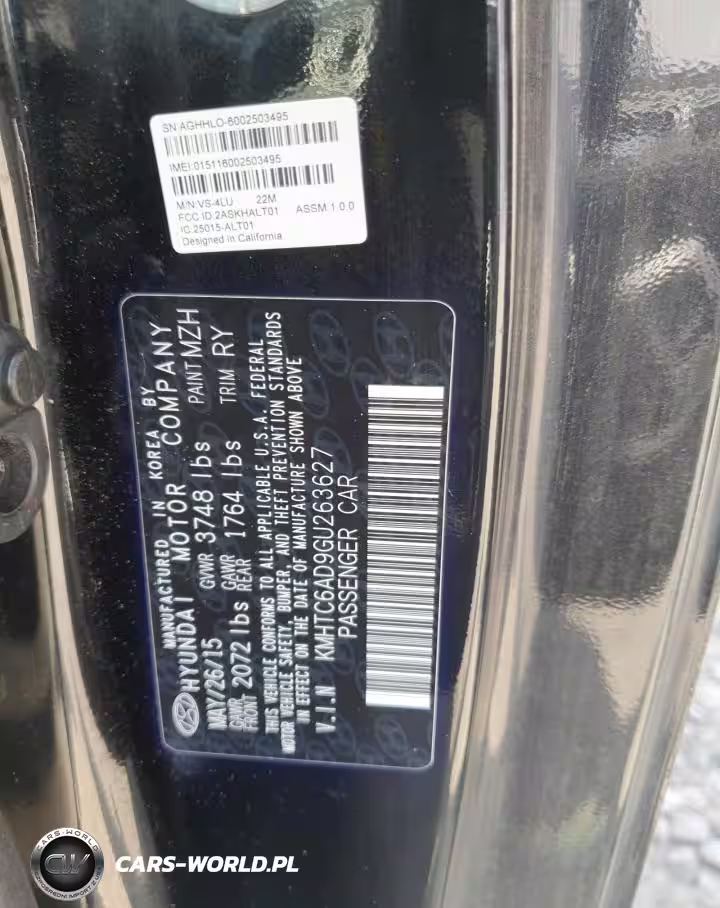 SN:AGHHLO-6002503495
IMEI:015116002503495
M/N:VS-4LU 22M
FCC ID:2ASKHALT01 ASSM:1.0.0
IC:25015-ALT01
Designed in California
MANUFACTURED IN KOREA BY
HYUNDAI MOTOR COMPANY
MAY/26/15 GVWR 3748 lbs PAINT MZH
GAWR FRONT 2072 lbs GAWR REAR 1764 lbs TRIM RY
THIS VEHICLE CONFORMS TO ALL APPLICABLE U.S.A. FEDERAL
MOTOR VEHICLE SAFETY, BUMPER, AND THEFT PREVENTION STANDARDS
IN EFFECT ON THE DATE OF MANUFACTURE SHOWN ABOVE
V.I.N KMHTC6AD9GU263627
PASSENGER CAR
CARS-WORLD
CW
CARS-WORLD.PL